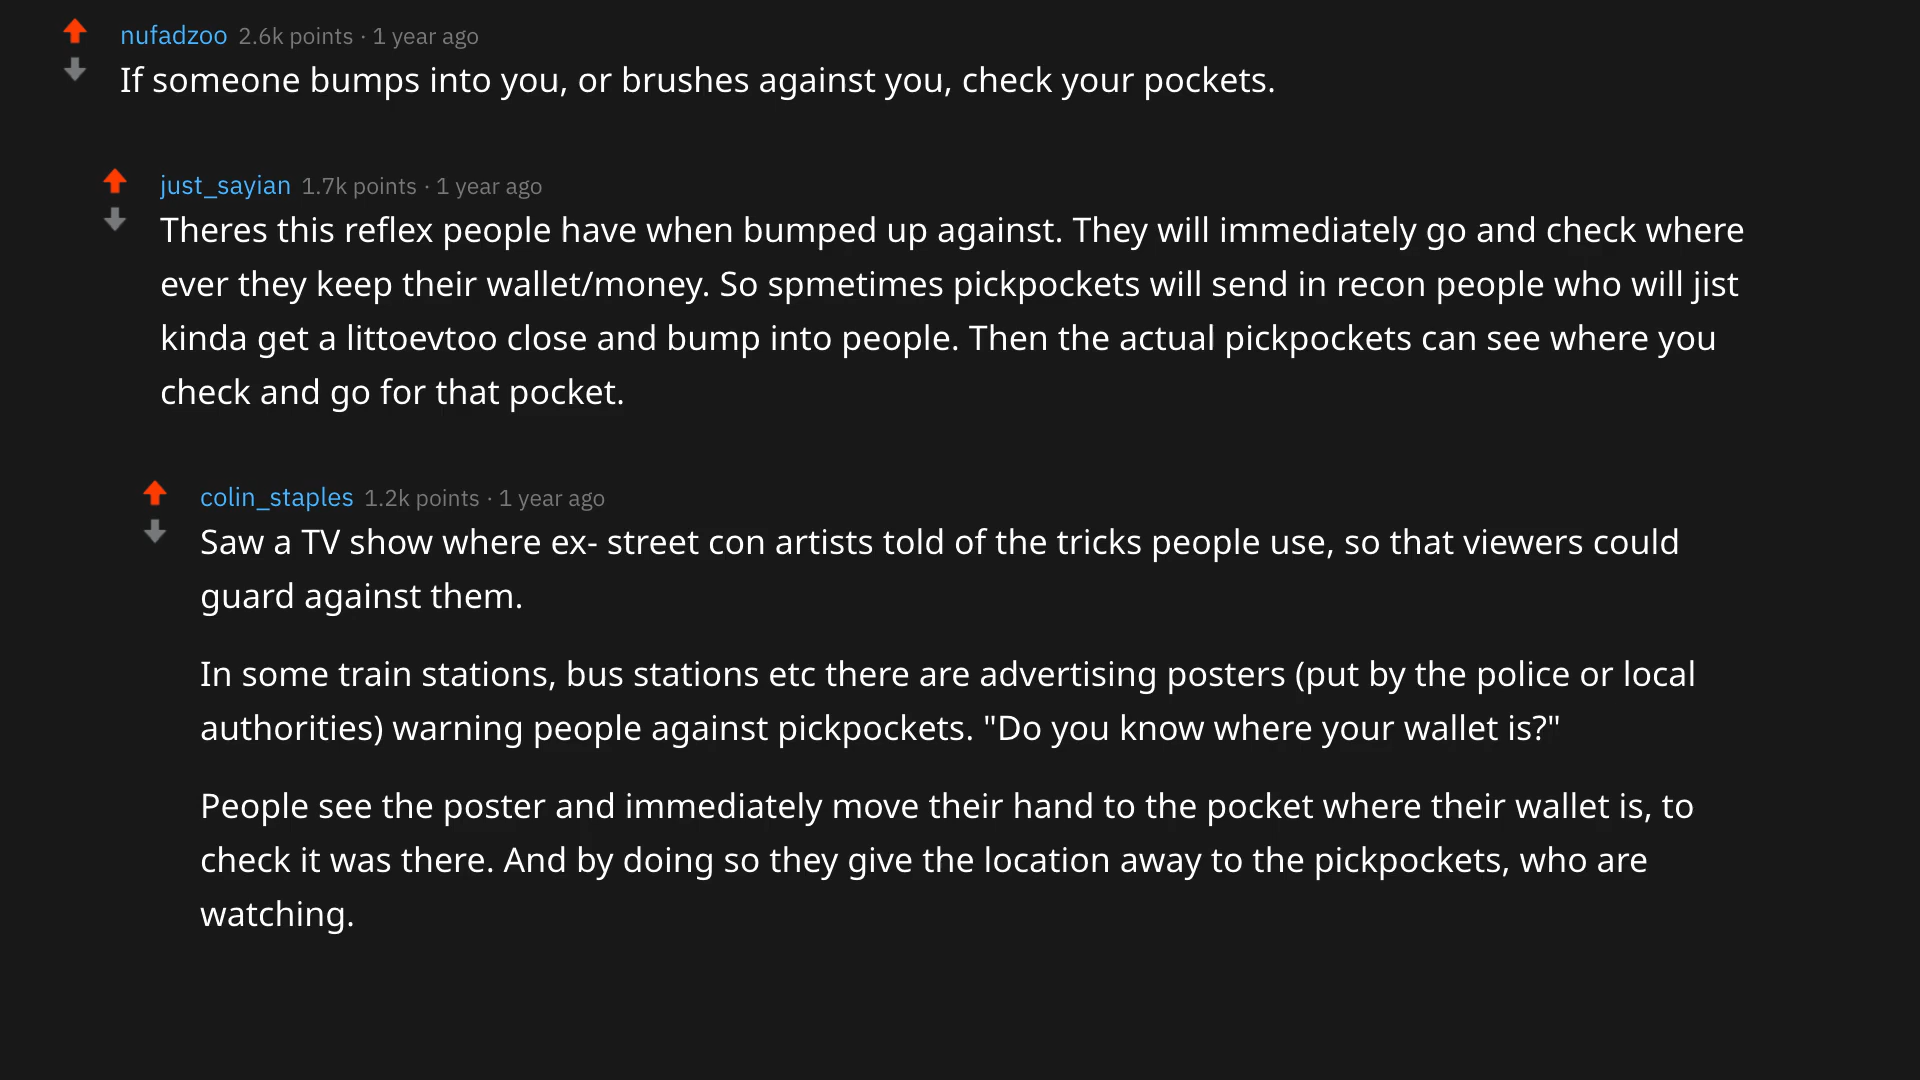 nufadzoo 2.6k points · 1 year ago
If someone bumps into you, or brushes against you, check your pockets.
just_sayian 1.7k points · 1 year ago
Theres this reflex people have when bumped up against. They will immediately go and check where
ever they keep their wallet/money. So spmetimes pickpockets will send in recon people who will jist
kinda get a littoevtoo close and bump into people. Then the actual pickpockets can see where you
check and go for that pocket.
colin_staples 1.2k points · 1 year ago
Saw a TV show where ex- street con artists told of the tricks people use, so that viewers could
guard against them.
In some train stations, bus stations etc there are advertising posters (put by the police or local
authorities) warning people against pickpockets. "Do you know where your wallet is?"
People see the poster and immediately move their hand to the pocket where their wallet is, to
check it was there. And by doing so they give the location away to the pickpockets, who are
watching.